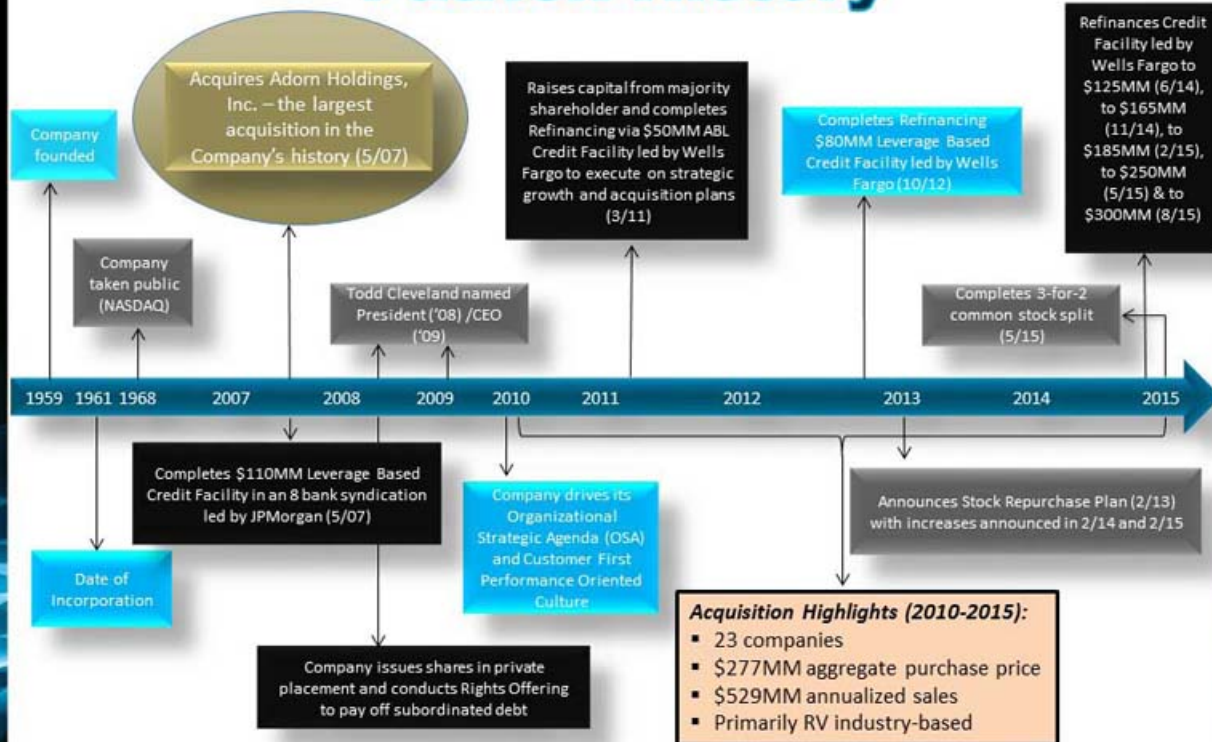 Acquires Adorn Holdings,
Inc. – the largest
acquisition in the
Company's history (5/07)
Company
founded
Raises capital from majority
shareholder and completes
Refinancing via $50MM ABL
Credit Facility led by Wells
Fargo to execute on strategic
growth and acquisition plans
(3/11)
Completes Refinancing
$80MM Leverage Based
Credit Facility led by Wells
Fargo (10/12)
Refinances Credit
Facility led by
Wells Fargo to
$125MM (6/14),
to $165MM
(11/14), to
$185MM (2/15),
to $250MM
(5/15) & to
$300MM (8/15)
Company
taken public
(NASDAQ)
Todd Cleveland named
President ('08) /CEO
('09)
Completes 3-for-2
common stock split
(5/15)
1959 1961 1968 2007 2008 2009 2010 2011 2012 2013 2014 2015
Completes $110MM Leverage Based
Credit Facility in an 8 bank syndication
led by JPMorgan (5/07)
Date of
Incorporation
Company drives its
Organizational
Strategic Agenda (OSA)
and Customer First
Performance Oriented
Culture
Announces Stock Repurchase Plan (2/13)
with increases announced in 2/14 and 2/15
Company issues shares in private
placement and conducts Rights Offering
to pay off subordinated debt
Acquisition Highlights (2010-2015):
▪ 23 companies
▪ $277MM aggregate purchase price
▪ $529MM annualized sales
▪ Primarily RV industry-based